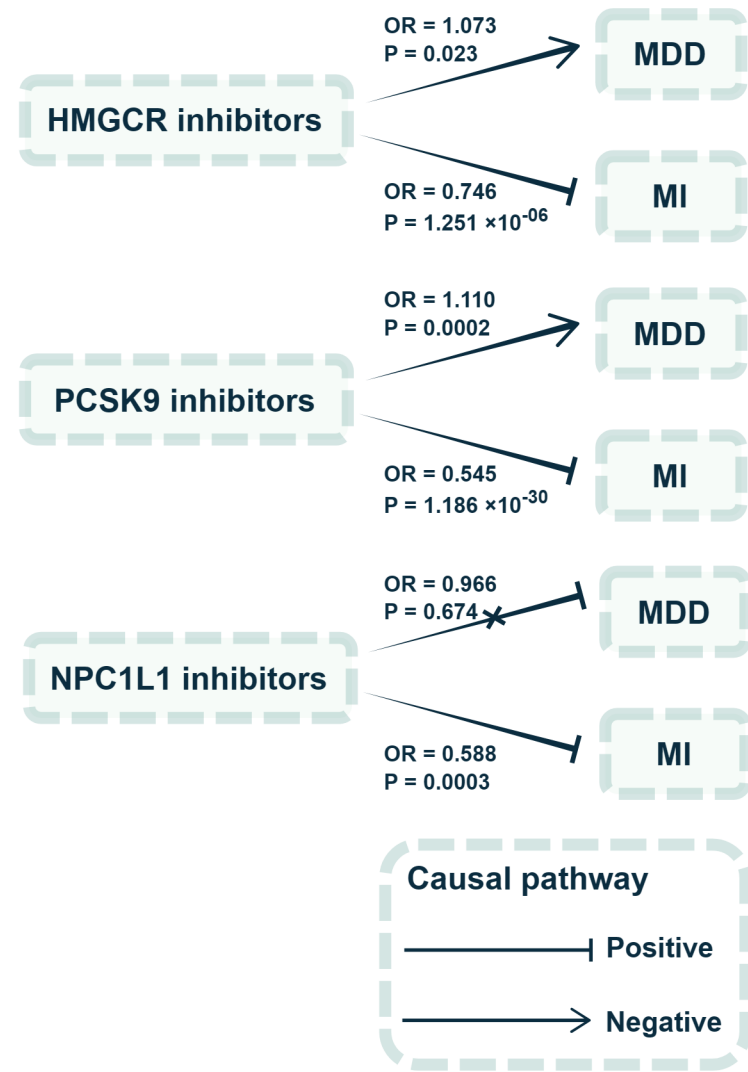 OR = 1.073
P = 0.023
MDD
HMGCR inhibitors
OR = 0.746
P = 1.251 ×10⁻⁰⁶
MI
OR = 1.110
P = 0.0002
MDD
PCSK9 inhibitors
OR = 0.545
P = 1.186 ×10⁻³⁰
MI
OR = 0.966
P = 0.674
MDD
NPC1L1 inhibitors
OR = 0.588
P = 0.0003
MI
Causal pathway
Positive
Negative